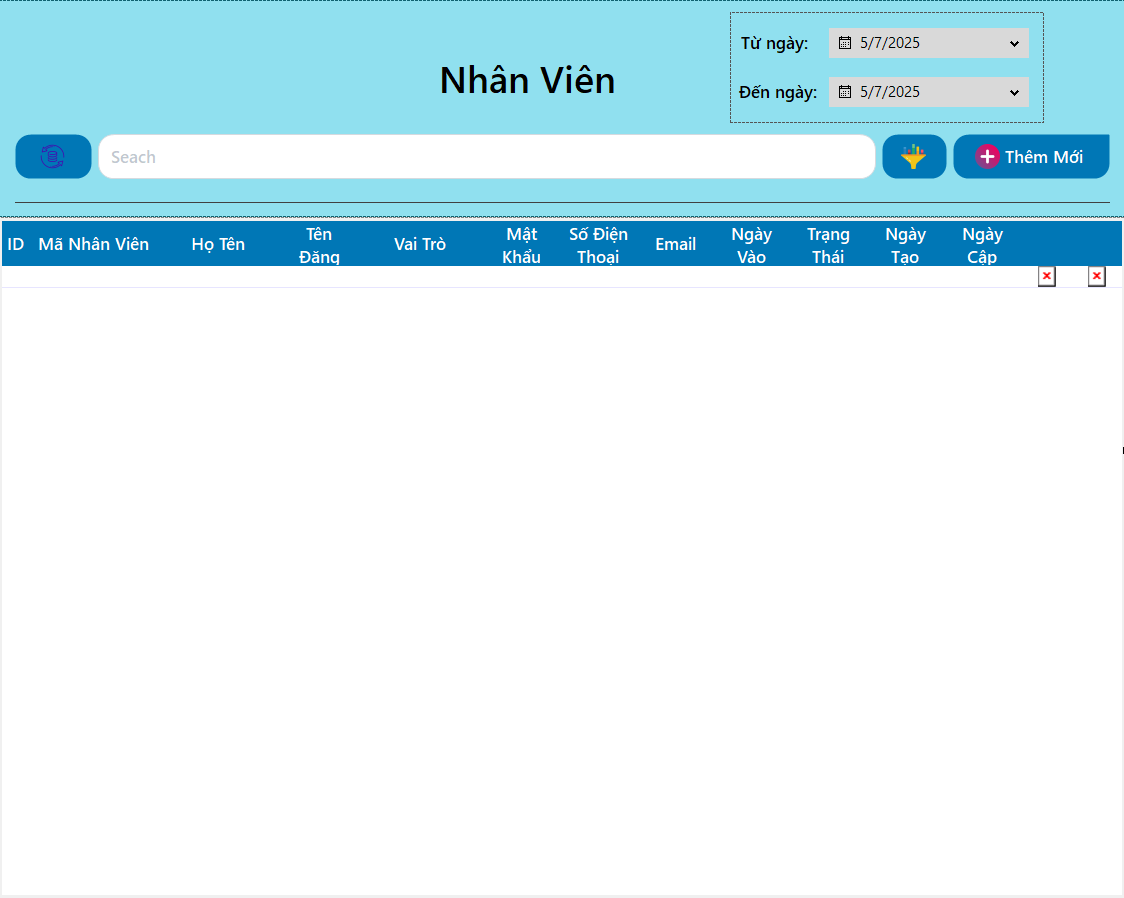 Từ ngày:
5/7/2025
Nhân Viên
Đến ngày:
5/7/2025
Seach
Thêm Mới
ID
Mã Nhân Viên
Họ Tên
Tên
Đăng
Vai Trò
Mật
Khẩu
Số Điện
Thoại
Email
Ngày
Vào
Trạng
Thái
Ngày
Tạo
Ngày
Cập